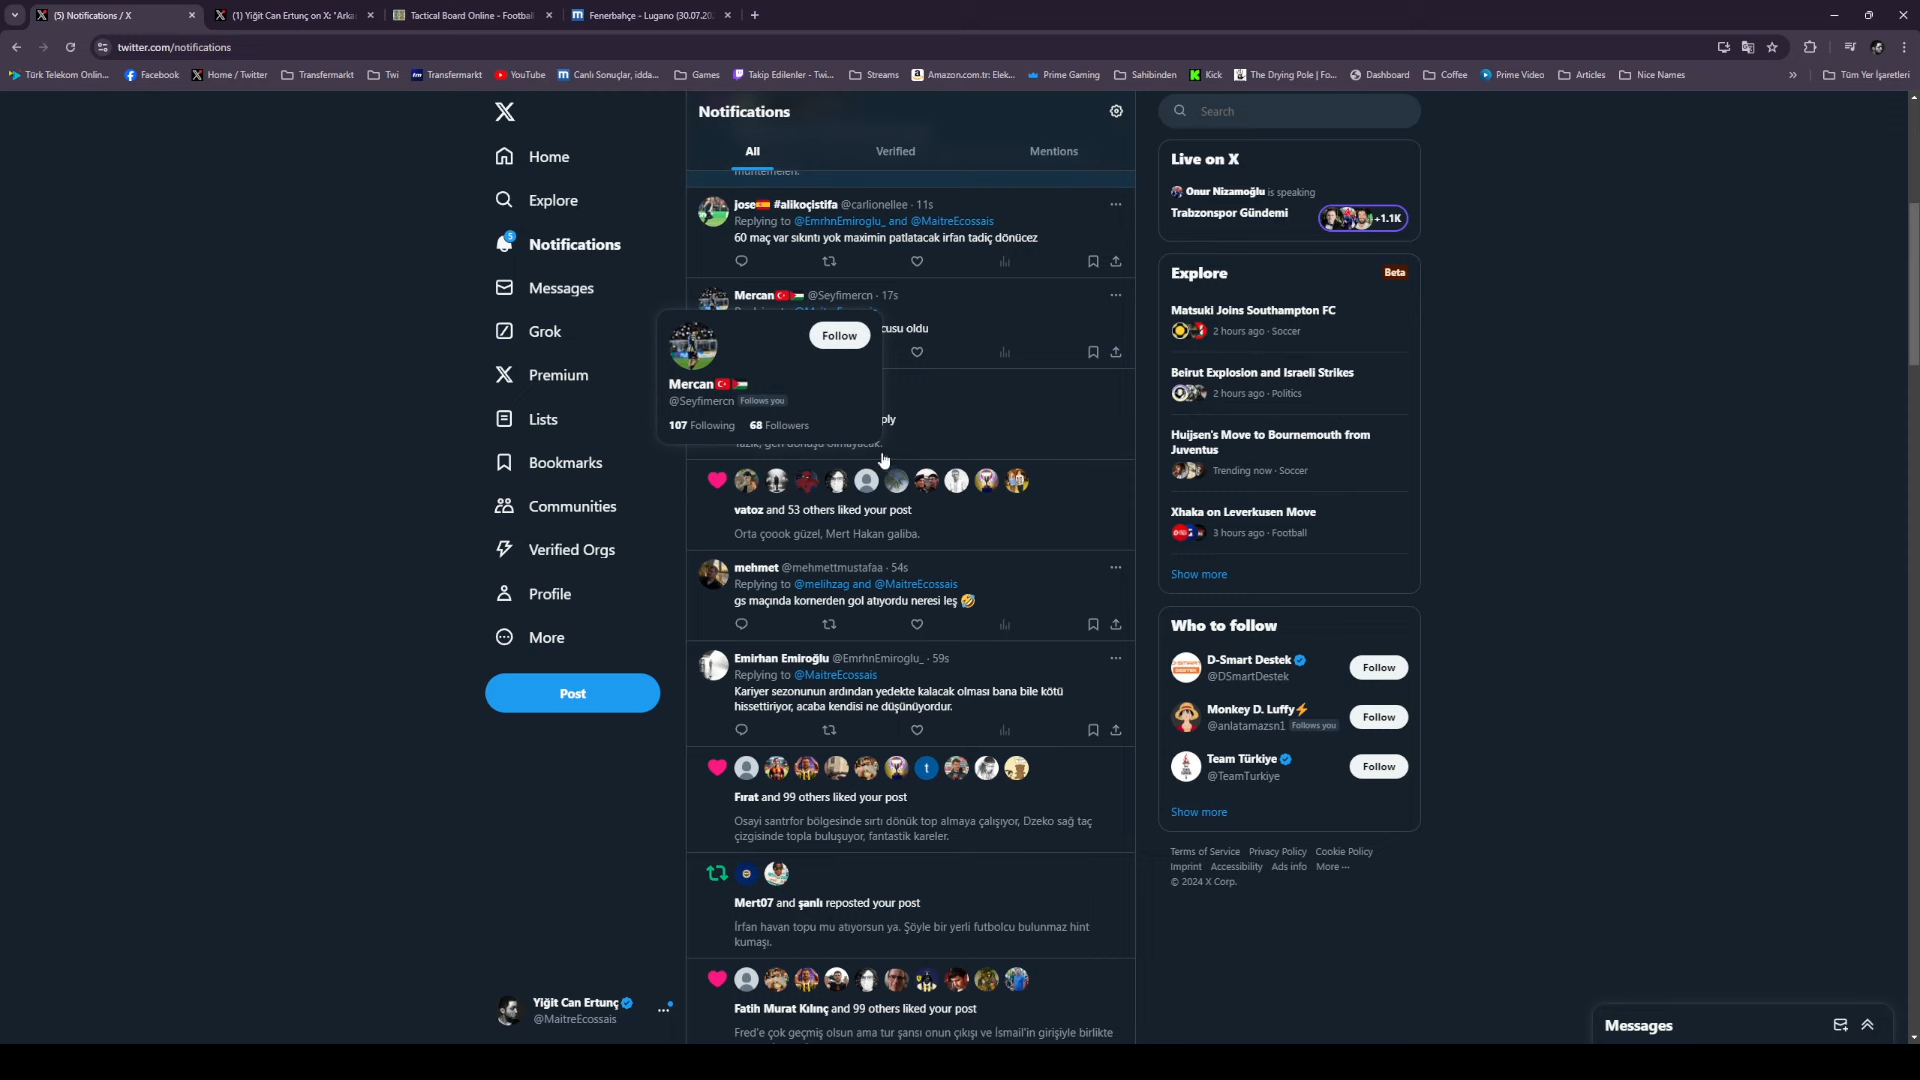 (5) Notifications / X
(1) Yiğit Can Ertunç on X: "Arka
Tactical Board Online - Footbal
Fenerbahçe - Lugano (30.07.20
twitter.com/notifications
Türk Telekom Onlin...
Facebook
Home / Twitter
Transfermarkt
Twi
Transfermarkt
YouTube
Canlı Sonuçlar, idda...
Games
Takip Edilenler - Twi...
Streams
Amazon.com.tr: Elek...
Prime Gaming
Sahibinden
Kick
The Drying Pole | Fo...
Dashboard
Coffee
Prime Video
Articles
Nice Names
Tüm Yer İşaretleri
Home
Explore
5
Notifications
Messages
Grok
Premium
Lists
Bookmarks
Communities
Verified Orgs
Profile
More
Post
Yiğit Can Ertunç
@MaitreEcossais
Notifications
All
Verified
Mentions
muhtemelen.
jose #alikoçistifa @carlionellee · 11s
Replying to @EmrhnEmiroglu_ and @MaitreEcossais
60 maç var sıkıntı yok maximin patlatacak irfan tadiç dönücez
Mercan @Seyfimercn · 17s
cusu oldu
Follow
Mercan
@Seyfimercn Follows you
107 Following 68 Followers
ply
Yazık, geri dönüşü olmayacak.
vatoz and 53 others liked your post
Orta çoook güzel, Mert Hakan galiba.
mehmet @mehmettmustafaa · 54s
Replying to @melihzag and @MaitreEcossais
gs maçında kornerden gol atıyordu neresi leş 🤣
Emirhan Emiroğlu @EmrhnEmiroglu_ · 59s
Replying to @MaitreEcossais
Kariyer sezonunun ardından yedekte kalacak olması bana bile kötü
hissettiriyor, acaba kendisi ne düşünüyordur.
t
Fırat and 99 others liked your post
Osayi santrfor bölgesinde sırtı dönük top almaya çalışıyor, Dzeko sağ taç
çizgisinde topla buluşuyor, fantastik kareler.
Mert07 and şanlı reposted your post
İrfan havan topu mu atıyorsun ya. Şöyle bir yerli futbolcu bulunmaz hint
kumaşı.
Fatih Murat Kılınç and 99 others liked your post
Fred'e çok geçmiş olsun ama tur şansı onun çıkışı ve İsmail'in girişiyle birlikte
Search
Live on X
Onur Nizamoğlu is speaking
Trabzonspor Gündemi
+1.1K
Explore
Beta
Matsuki Joins Southampton FC
2 hours ago · Soccer
Beirut Explosion and Israeli Strikes
2 hours ago · Politics
Huijsen's Move to Bournemouth from
Juventus
Trending now · Soccer
Xhaka on Leverkusen Move
3 hours ago · Football
Show more
Who to follow
D-Smart Destek
@DSmartDestek
Follow
Monkey D. Luffy⚡
@anlatamazsn1 Follows you
Follow
Team Türkiye
@TeamTurkiye
Follow
Show more
Terms of Service Privacy Policy Cookie Policy
Imprint Accessibility Ads info More ···
© 2024 X Corp.
Messages